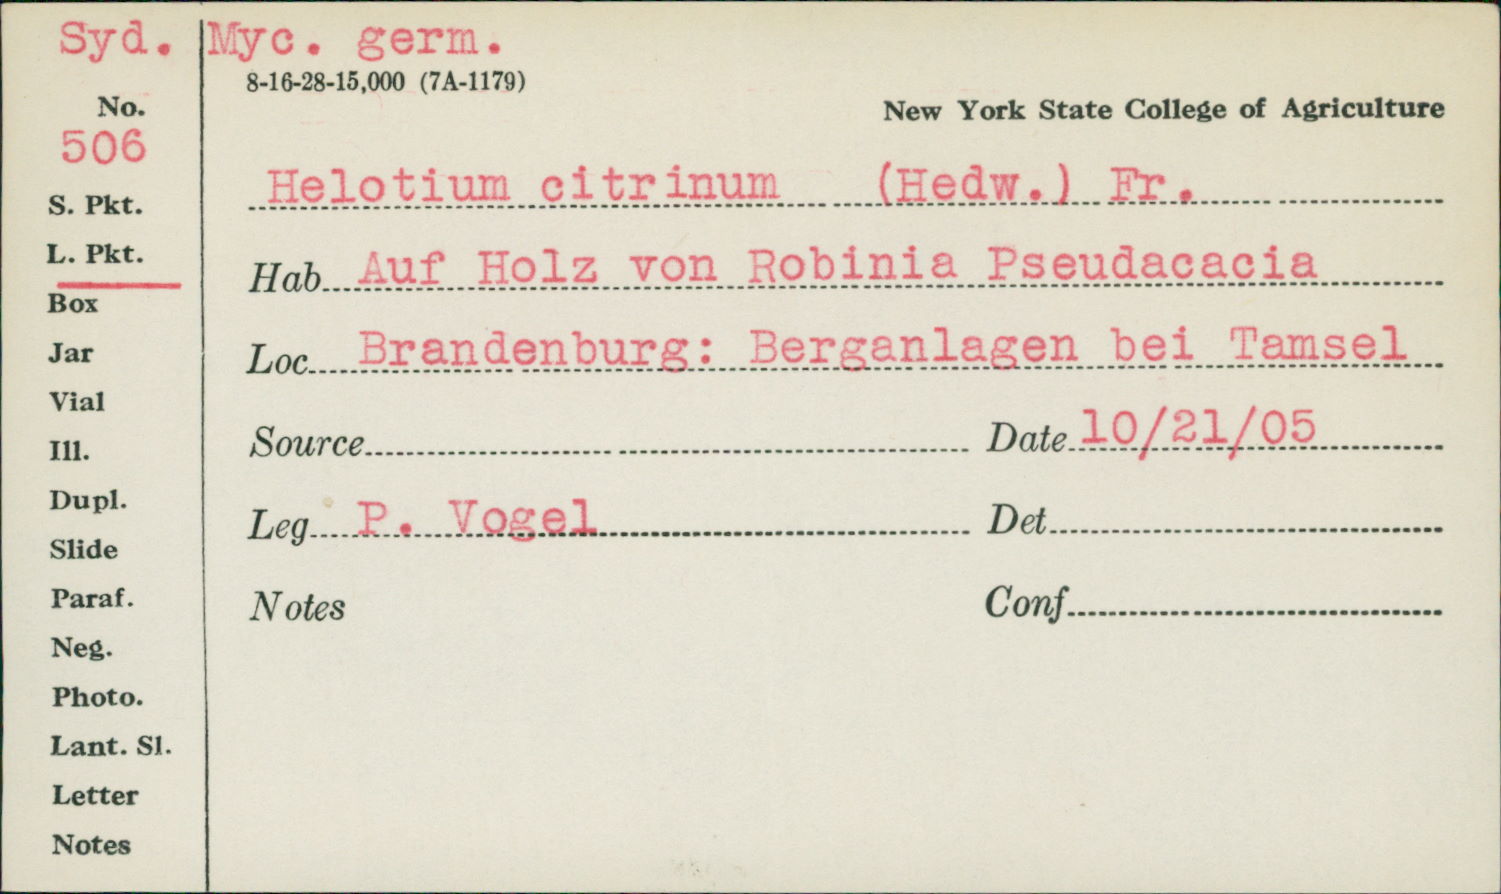 Syd. Myc. germ.
8-16-28-15,000 (7A-1179)
No.
506
New York State College of Agriculture
Helotium citrinum (Hedw.) Fr.
S. Pkt.
L. Pkt.
Hab. Auf Holz von Robinia Pseudacacia
Box
Jar
Loc. Brandenburg: Berganlagen bei Tamsel
Vial
Ill.
Source Date 10/21/05
Dupl.
Leg. P. Vogel Det.
Slide
Paraf.
Notes Conf.
Neg.
Photo.
Lant. Sl.
Letter
Notes